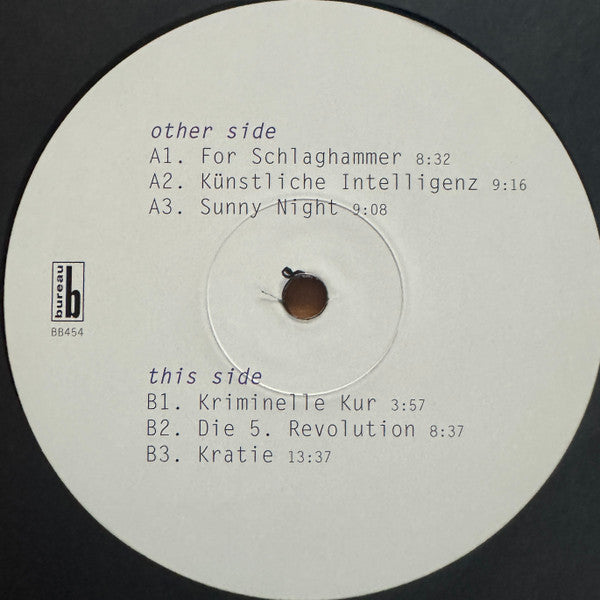 other side
A1. For Schlaghammer 8:32
A2. Künstliche Intelligenz 9:16
A3. Sunny Night 9:08
bureau b
BB454
this side
B1. Kriminelle Kur 3:57
B2. Die 5. Revolution 8:37
B3. Kratie 13:37